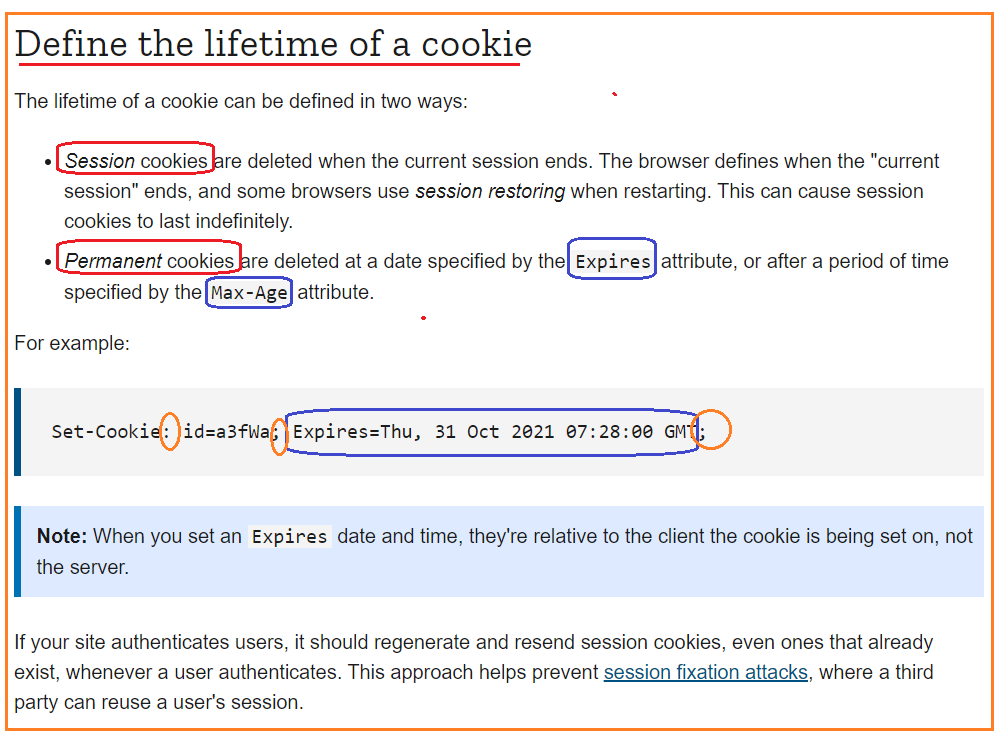 Define the lifetime of a cookie
The lifetime of a cookie can be defined in two ways:
• Session cookies are deleted when the current session ends. The browser defines when the "current
session" ends, and some browsers use session restoring when restarting. This can cause session
cookies to last indefinitely.
• Permanent cookies are deleted at a date specified by the Expires attribute, or after a period of time
specified by the Max-Age attribute.
For example:
Set-Cookie: id=a3fWa; Expires=Thu, 31 Oct 2021 07:28:00 GMT;
Note: When you set an Expires date and time, they're relative to the client the cookie is being set on, not
the server.
If your site authenticates users, it should regenerate and resend session cookies, even ones that already
exist, whenever a user authenticates. This approach helps prevent session fixation attacks, where a third
party can reuse a user's session.